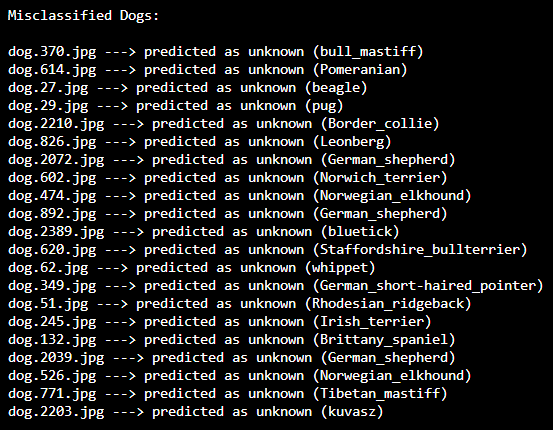 Misclassified Dogs:
dog.370.jpg ---> predicted as unknown (bull_mastiff)
dog.614.jpg ---> predicted as unknown (Pomeranian)
dog.27.jpg ---> predicted as unknown (beagle)
dog.29.jpg ---> predicted as unknown (pug)
dog.2210.jpg ---> predicted as unknown (Border_collie)
dog.826.jpg ---> predicted as unknown (Leonberg)
dog.2072.jpg ---> predicted as unknown (German_shepherd)
dog.602.jpg ---> predicted as unknown (Norwich_terrier)
dog.474.jpg ---> predicted as unknown (Norwegian_elkhound)
dog.892.jpg ---> predicted as unknown (German_shepherd)
dog.2389.jpg ---> predicted as unknown (bluetick)
dog.620.jpg ---> predicted as unknown (Staffordshire_bullterrier)
dog.62.jpg ---> predicted as unknown (whippet)
dog.349.jpg ---> predicted as unknown (German_short-haired_pointer)
dog.51.jpg ---> predicted as unknown (Rhodesian_ridgeback)
dog.245.jpg ---> predicted as unknown (Irish_terrier)
dog.132.jpg ---> predicted as unknown (Brittany_spaniel)
dog.2039.jpg ---> predicted as unknown (German_shepherd)
dog.526.jpg ---> predicted as unknown (Norwegian_elkhound)
dog.771.jpg ---> predicted as unknown (Tibetan_mastiff)
dog.2203.jpg ---> predicted as unknown (kuvasz)